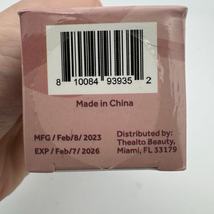 8 10084 93935 2
Made in China
MFG / Feb/8/ 2023
EXP / Feb/7/ 2026
Distributed by:
Thealto Beauty,
Miami, FL 33179